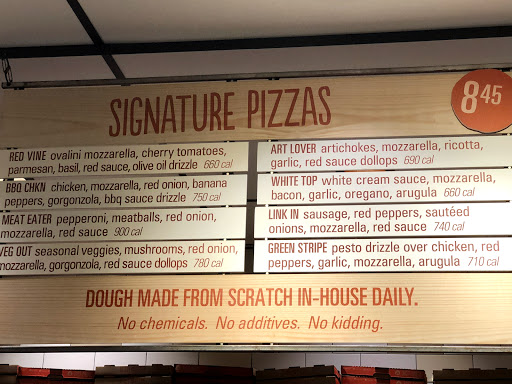 SIGNATURE PIZZAS
8 45
RED VINE ovalini mozzarella, cherry tomatoes,
parmesan, basil, red sauce, olive oil drizzle 660 cal
BBQ CHKN chicken, mozzarella, red onion, banana
peppers, gorgonzola, bbq sauce drizzle 750 cal
MEAT EATER pepperoni, meatballs, red onion,
mozzarella, red sauce 900 cal
VEG OUT seasonal veggies, mushrooms, red onion,
mozzarella, gorgonzola, red sauce dollops 780 cal
ART LOVER artichokes, mozzarella, ricotta,
garlic, red sauce dollops 690 cal
WHITE TOP white cream sauce, mozzarella,
bacon, garlic, oregano, arugula 660 cal
LINK IN sausage, red peppers, sautéed
onions, mozzarella, red sauce 740 cal
GREEN STRIPE pesto drizzle over chicken, red
peppers, garlic, mozzarella, arugula 710 cal
DOUGH MADE FROM SCRATCH IN-HOUSE DAILY.
No chemicals. No additives. No kidding.